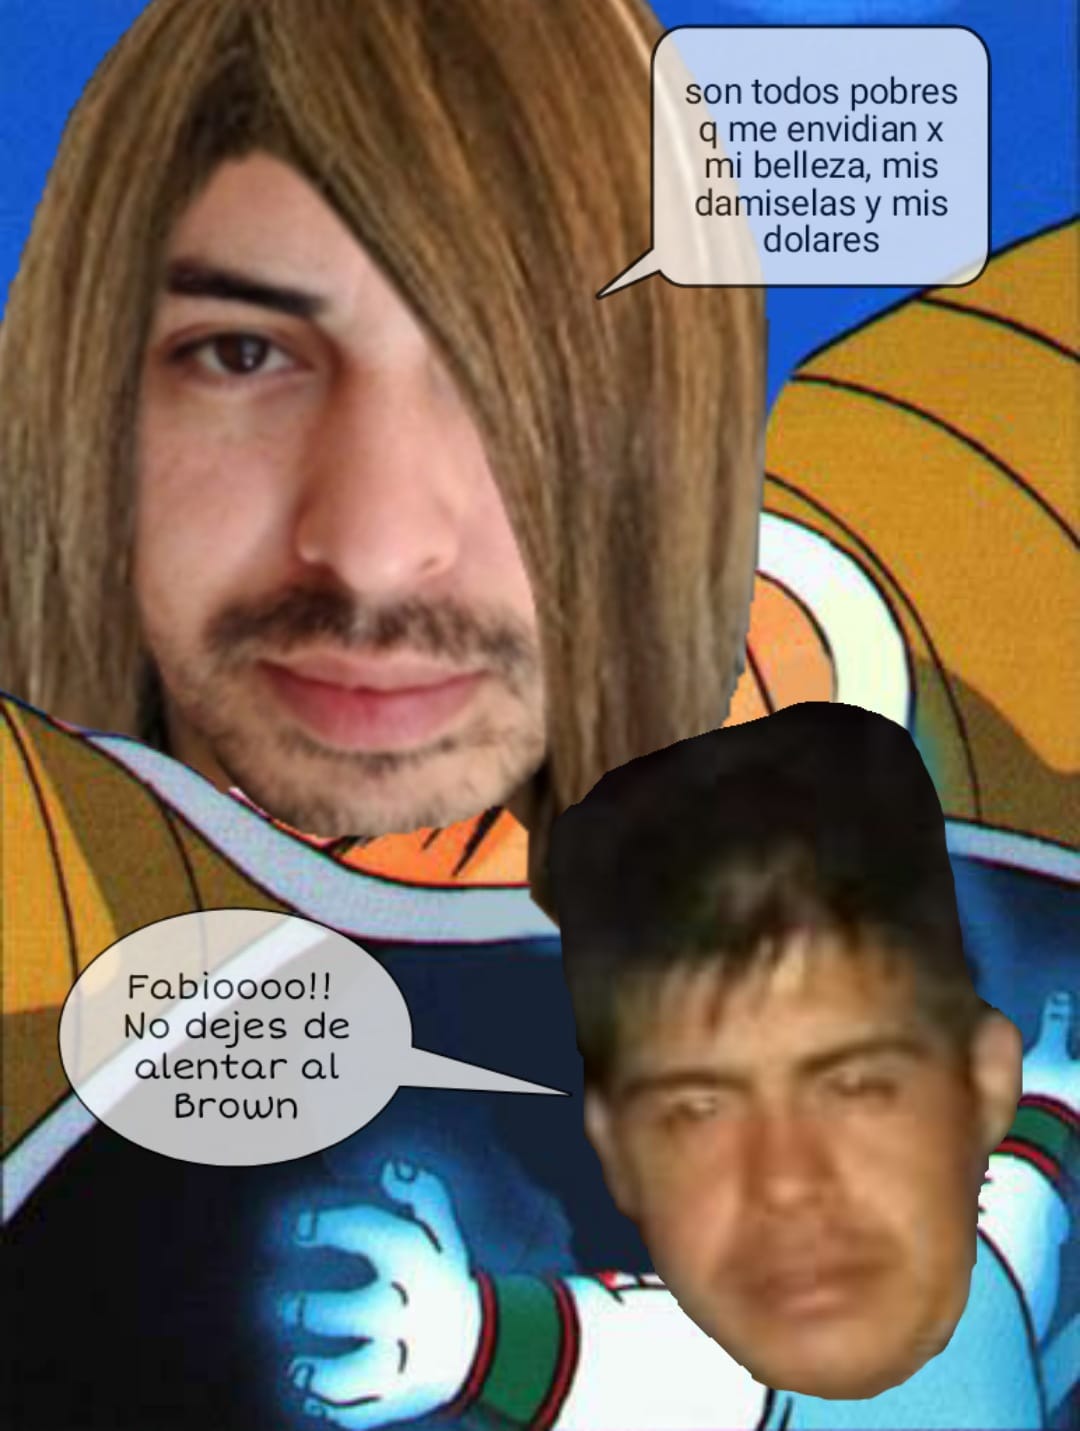 son todos pobres
q me envidian x
mi belleza, mis
damiselas y mis
dolares
Fabioooo!!
No dejes de
alentar al
Brown